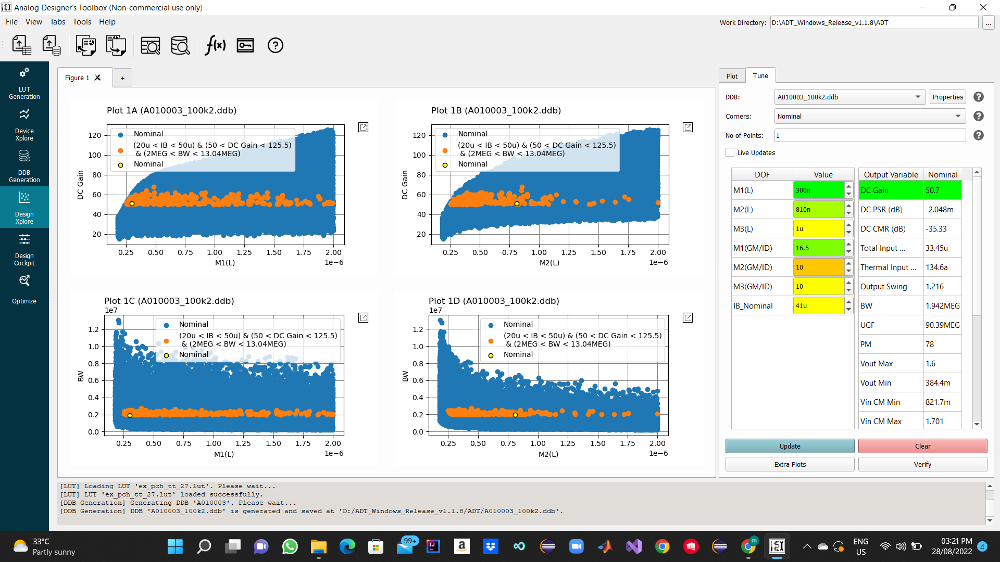 Analog Designer's Toolbox (Non-commercial use only)
File View Tabs Tools Help
Work Directory: D:\ADT_Windows_Release_v1.1.8\ADT ...
f(x) ?
LUT
Generation
Device
Xplore
DDB
Generation
Design
Xplore
Design
Cockpit
Optimize
Figure 1
+
Plot 1A (A010003_100k2.ddb)
Nominal
(20u < IB < 50u) & (50 < DC Gain < 125.5)
& (2MEG < BW < 13.04MEG)
Nominal
DC Gain
120
100
80
60
40
20
0.25 0.50 0.75 1.00 1.25 1.50 1.75 2.00
M1(L) 1e−6
Plot 1B (A010003_100k2.ddb)
Nominal
(20u < IB < 50u) & (50 < DC Gain < 125.5)
& (2MEG < BW < 13.04MEG)
Nominal
DC Gain
120
100
80
60
40
20
0.25 0.50 0.75 1.00 1.25 1.50 1.75 2.00
M2(L) 1e−6
Plot 1C (A010003_100k2.ddb)
1e7
Nominal
(20u < IB < 50u) & (50 < DC Gain < 125.5)
& (2MEG < BW < 13.04MEG)
Nominal
BW
1.2
1.0
0.8
0.6
0.4
0.2
0.0
0.25 0.50 0.75 1.00 1.25 1.50 1.75 2.00
M1(L) 1e−6
Plot 1D (A010003_100k2.ddb)
1e7
Nominal
(20u < IB < 50u) & (50 < DC Gain < 125.5)
& (2MEG < BW < 13.04MEG)
Nominal
BW
1.2
1.0
0.8
0.6
0.4
0.2
0.0
0.25 0.50 0.75 1.00 1.25 1.50 1.75 2.00
M2(L) 1e−6
Plot Tune
DDB: A010003_100k2.ddb Properties ?
Corners: Nominal ?
No of Points: 1 ?
Live Updates
DOF Value
M1(L) 300n
M2(L) 810n
M3(L) 1u
M1(GM/ID) 16.5
M2(GM/ID) 10
M3(GM/ID) 10
IB_Nominal 41u
Output Variable Nominal
DC Gain 50.7
DC PSR (dB) -2.048m
DC CMR (dB) -35.33
Total Input ... 33.45u
Thermal Input ... 134.6a
Output Swing 1.216
BW 1.942MEG
UGF 90.39MEG
PM 78
Vout Max 1.6
Vout Min 384.4m
Vin CM Min 821.7m
Vin CM Max 1.701
Update Clear
Extra Plots Verify
[LUT] Loading LUT 'ex_pch_tt_27.lut'. Please wait...
[LUT] LUT 'ex_pch_tt_27.lut' loaded successfully.
[DDB Generation] Generating DDB 'A010003'. Please wait...
[DDB Generation] DDB 'A010003_100k2.ddb' is generated and saved at 'D:/ADT_Windows_Release_v1.1.8/ADT/A010003_100k2.ddb'.
33°C
Partly sunny
99+
IJ
a
m
ENG
US
03:21 PM
28/08/2022
4